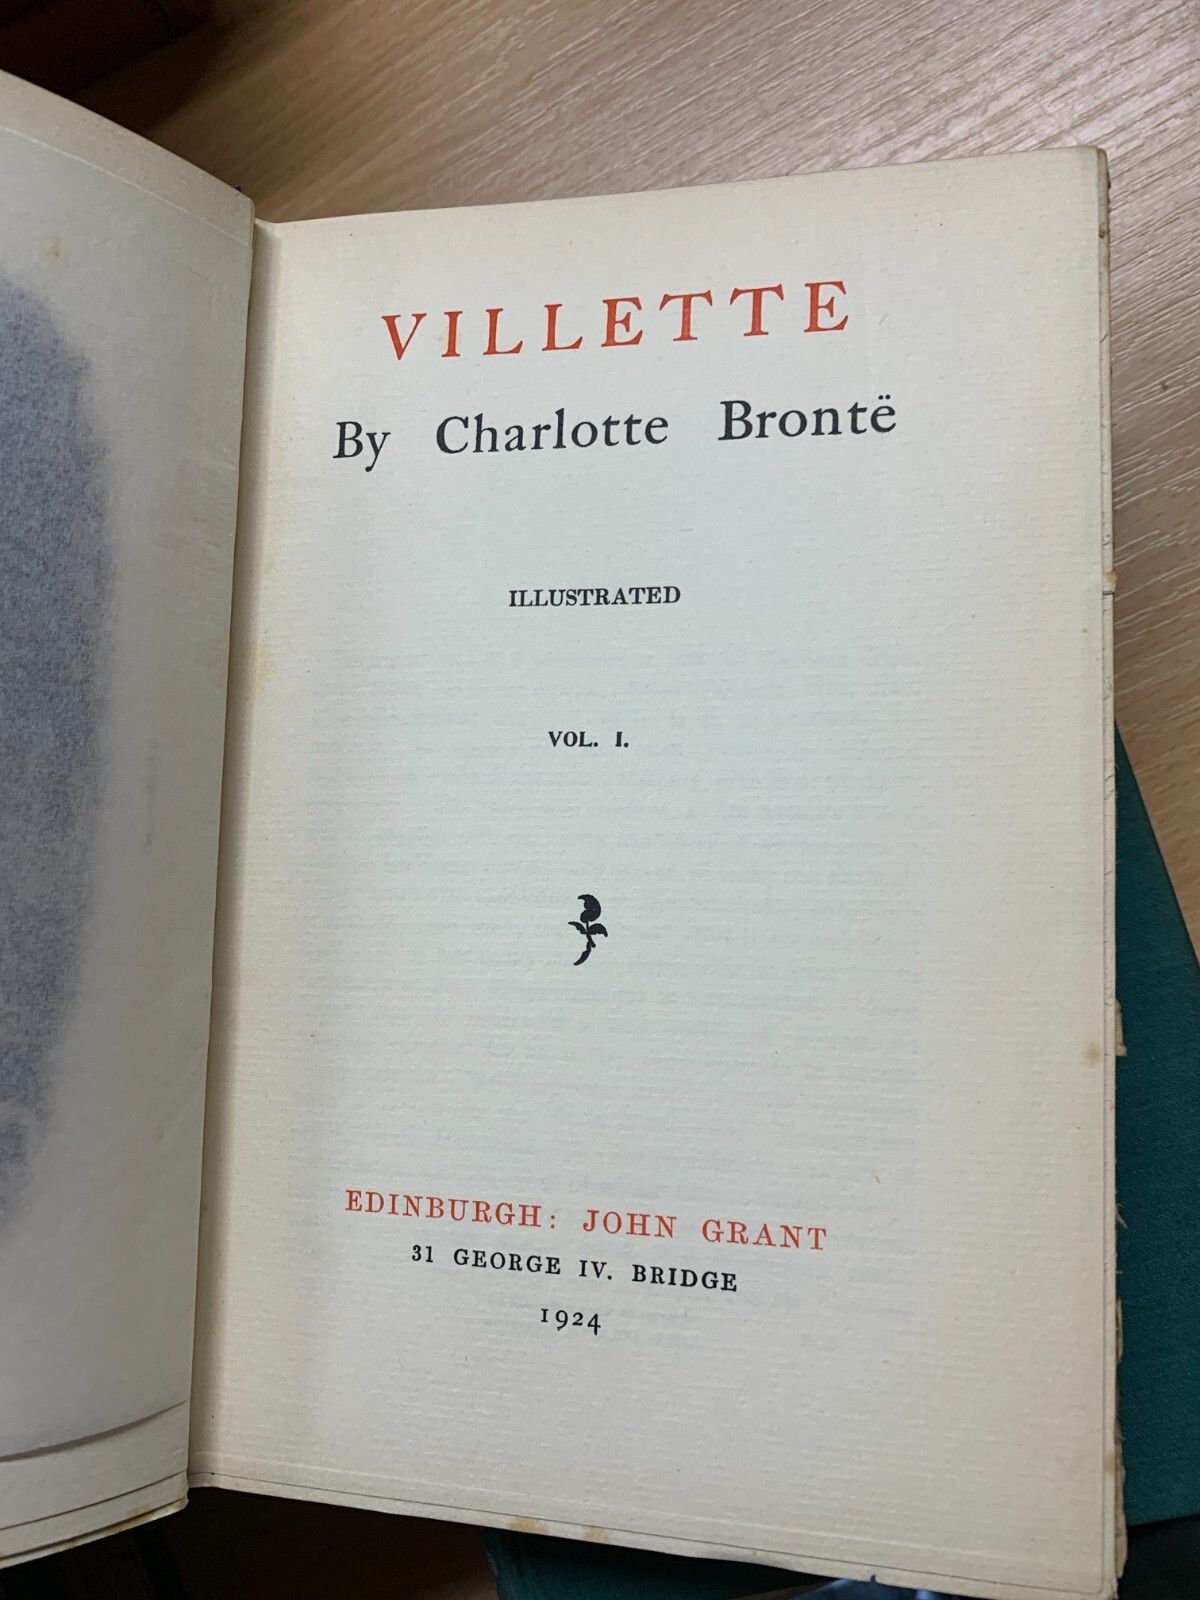 VILLETTE
By Charlotte Brontë
ILLUSTRATED
VOL. I.
EDINBURGH: JOHN GRANT
31 GEORGE IV. BRIDGE
1924